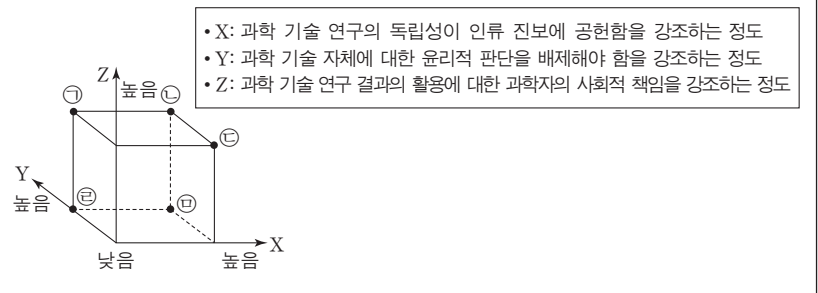 • X: 과학 기술 연구의 독립성이 인류 진보에 공헌함을 강조하는 정도
• Y: 과학 기술 자체에 대한 윤리적 판단을 배제해야 함을 강조하는 정도
• Z: 과학 기술 연구 결과의 활용에 대한 과학자의 사회적 책임을 강조하는 정도
Z
높음
㉠
㉡
㉢
Y
높음
㉣
㉤
X
낮음
높음